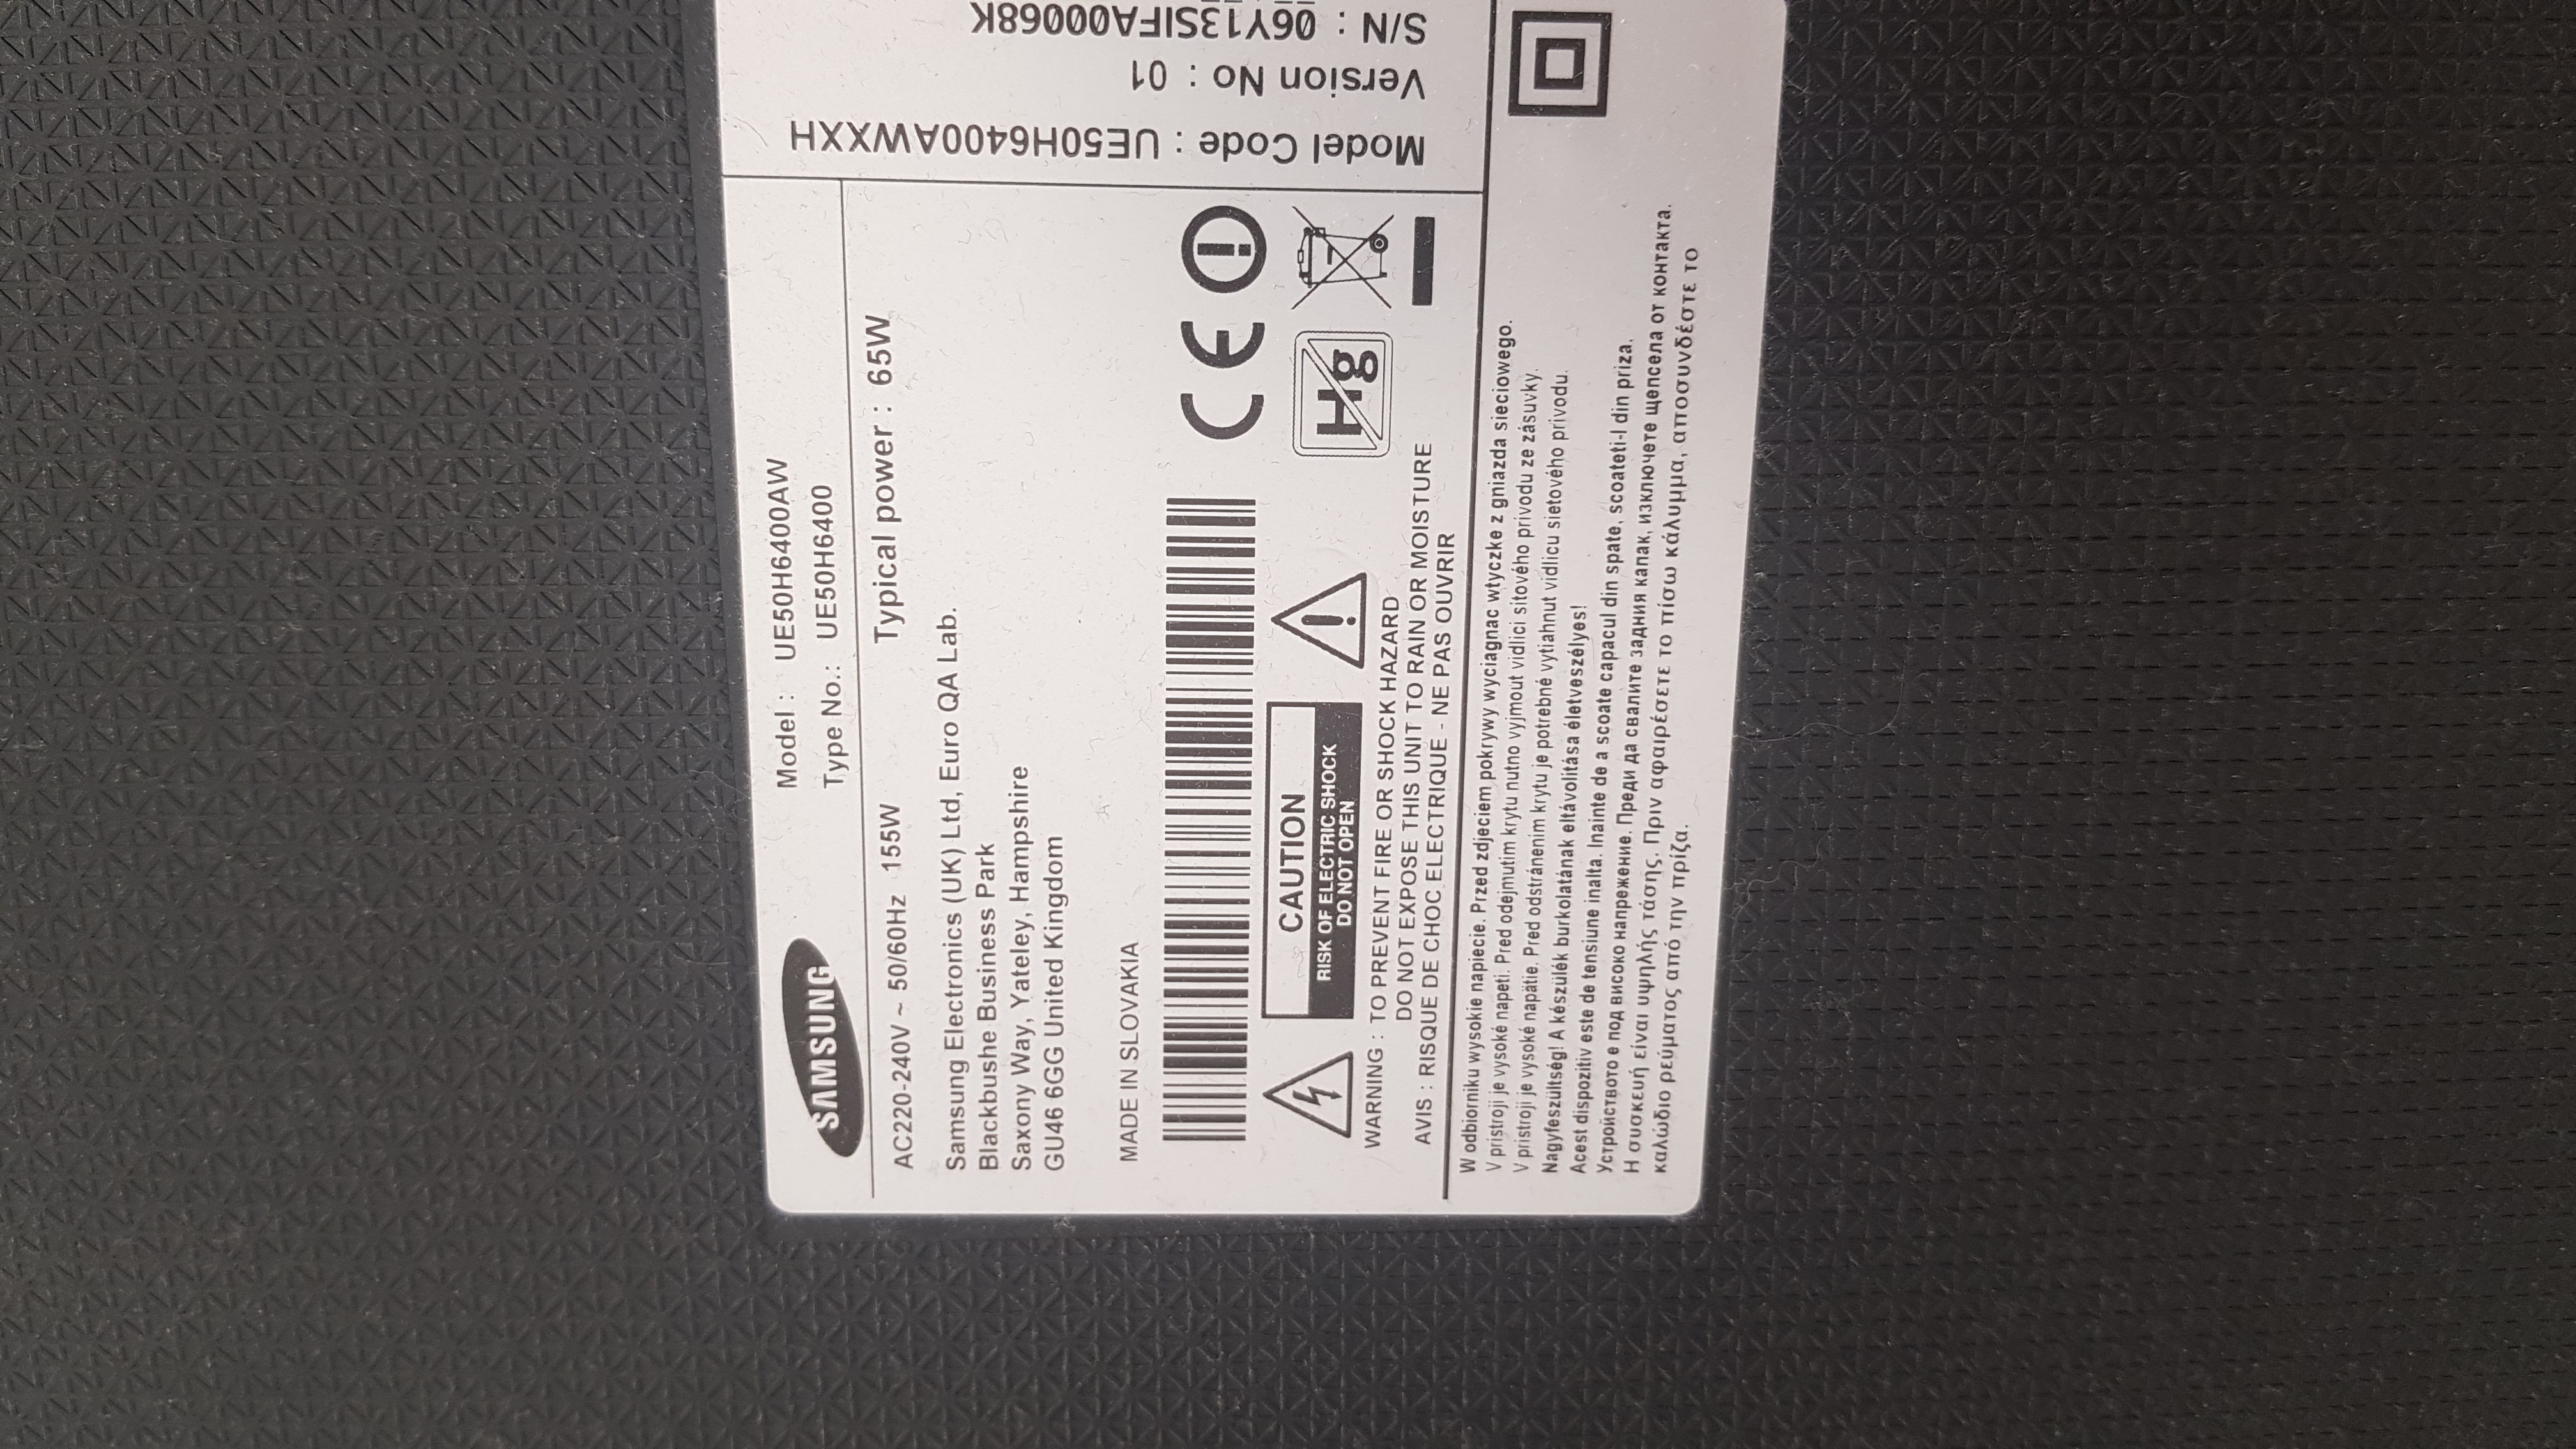 SAMSUNG
Model : UE50H6400AW
Type No.: UE50H6400
AC220-240V ~ 50/60Hz 155W Typical power : 65W
Samsung Electronics (UK) Ltd, Euro QA Lab.
Blackbushe Business Park
Saxony Way, Yateley, Hampshire
GU46 6GG United Kingdom
MADE IN SLOVAKIA
CE
Hg
CAUTION
RISK OF ELECTRIC SHOCK
DO NOT OPEN
WARNING : TO PREVENT FIRE OR SHOCK HAZARD
DO NOT EXPOSE THIS UNIT TO RAIN OR MOISTURE
AVIS : RISQUE DE CHOC ELECTRIQUE - NE PAS OUVRIR
W odbiorniku wysokie napiecie. Przed zdjeciem pokrywy wyciagnac wtyczke z gniazda sieciowego.
V pristroji je vysoké napeti. Pred odejmutim krytu nutno vyjmout vidlici sitového privodu ze zásuvky.
V pristroji je vysoké napätie. Pred odstránením krytu je potrebné vytiahnut vidlicu sietového privodu.
Nagyfeszültség! A készülék burkolatának eltávolitása életveszélyes!
Acest dispozitiv este de tensiune inalta. Inainte de a scoate capacul din spate, scoateti-l din priza.
Устройството е под високо напрежение. Преди да свалите задния капак, изключете щепсела от контакта.
Η συσκευή είναι υψηλής τάσης. Πριν αφαιρέσετε το πίσω κάλυμμα, αποσυνδέστε το
καλώδιο ρεύματος από την πρίζα.
Model Code : UE50H6400AWXXH
Version No : 01
S/N : 06Y13SIFA00068K